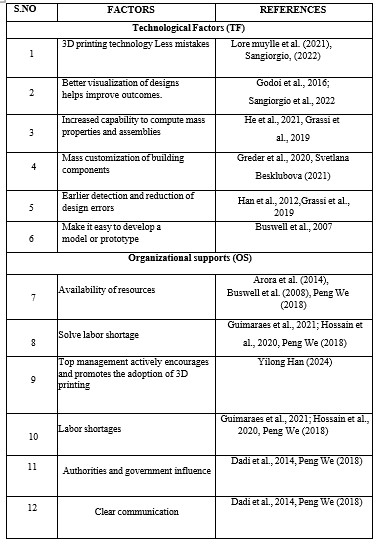 S.NO FACTORS REFERENCES
Technological Factors (TF)
1 3D printing technology Less mistakes Lore muylle et al. (2021),
Sangiorgio, (2022)
2 Better visualization of designs
helps improve outcomes. Godoi et al., 2016;
Sangiorgio et al., 2022
3 Increased capability to compute mass
properties and assemblies He et al., 2021, Grassi et
al., 2019
4 Mass customization of building
components Greder et al., 2020, Svetlana
Besklubova (2021)
5 Earlier detection and reduction of
design errors Han et al., 2012,Grassi et al.,
2019
6 Make it easy to develop a
model or prototype Buswell et al., 2007
Organizational supports (OS)
7 Availability of resources Arora et al. (2014),
Buswell et al. (2008), Peng We
(2018)
8 Solve labor shortage Guimaraes et al., 2021; Hossain et
al., 2020, Peng We (2018)
9 Top management actively encourages
and promotes the adoption of 3D
printing Yilong Han (2024)
10 Labor shortages Guimaraes et al., 2021; Hossain et al.,
2020, Peng We (2018)
11 Authorities and government influence Dadi et al., 2014, Peng We (2018)
12 Clear communication Dadi et al., 2014, Peng We (2018)